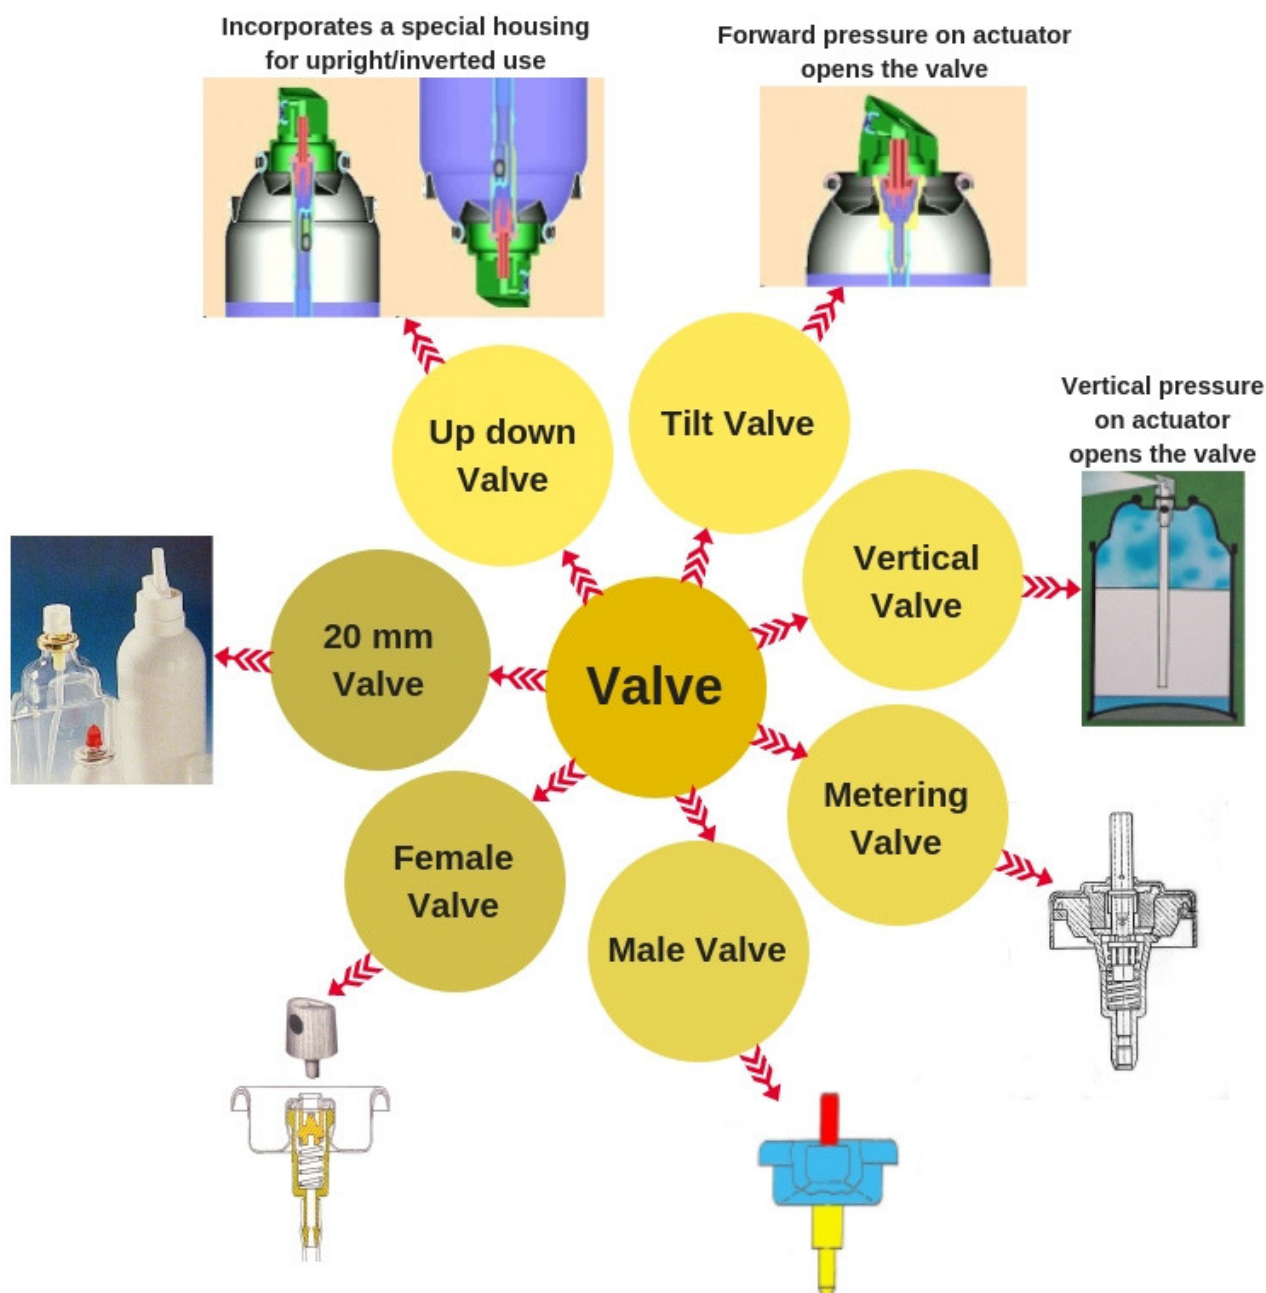 Incorporates a special housing
for upright/inverted use
Forward pressure on actuator
opens the valve
Vertical pressure
on actuator
opens the valve
Up down
Valve
Tilt Valve
Vertical
Valve
20 mm
Valve
Valve
Metering
Valve
Female
Valve
Male Valve